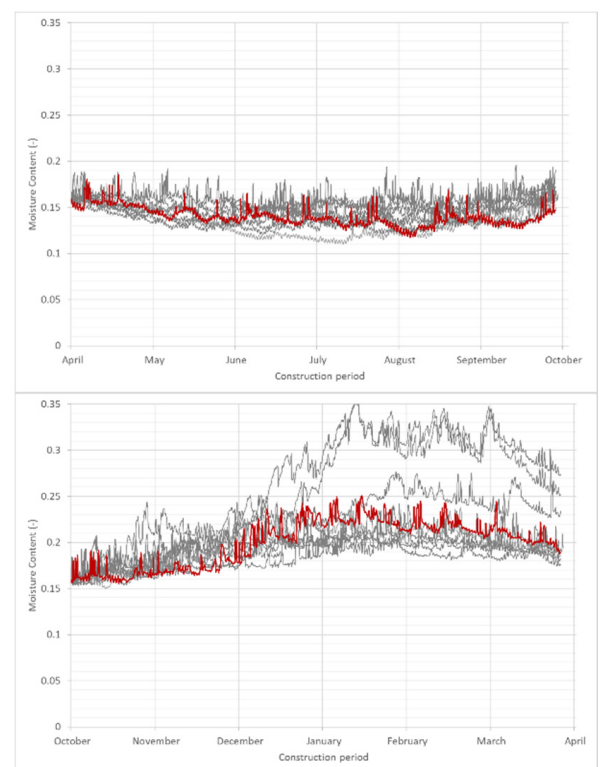 0.35
0.3
0.25
0.2
0.15
0.1
0.05
0
Moisture Content (-)
April May June July August September October
Construction period
0.35
0.3
0.25
0.2
0.15
0.1
0.05
0
Moisture Content (-)
October November December January February March April
Construction period